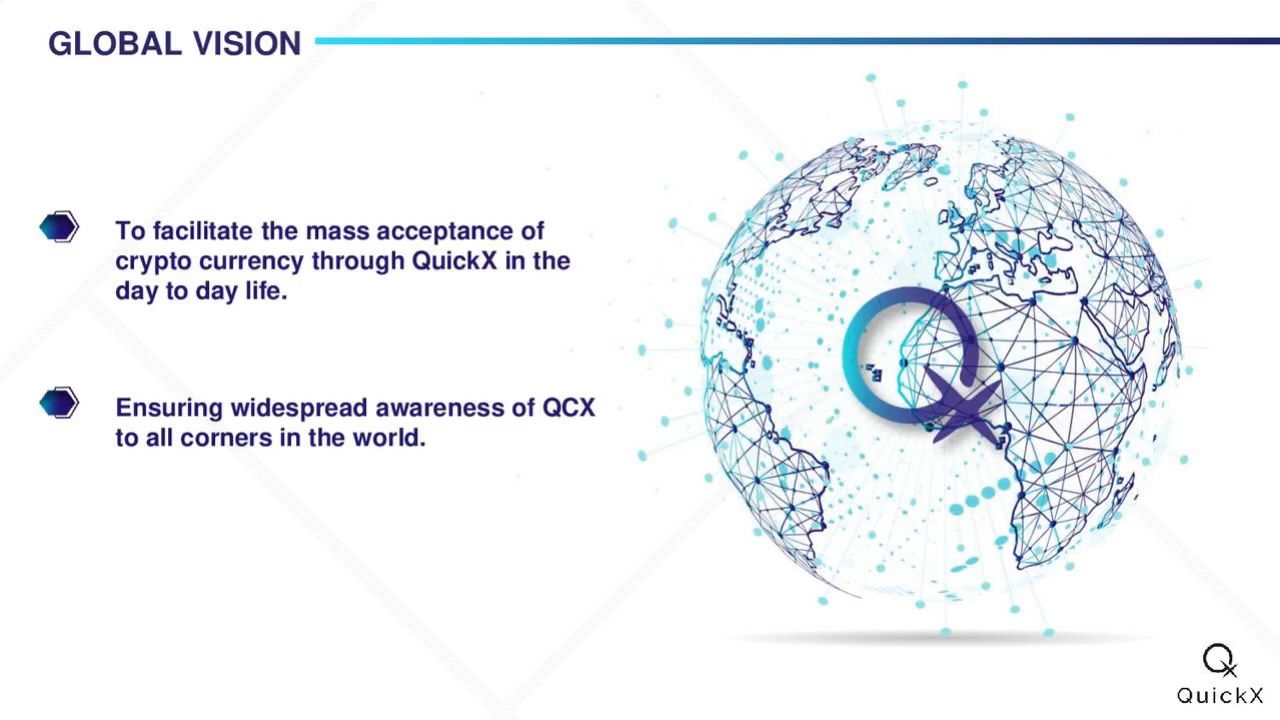 GLOBAL VISION
To facilitate the mass acceptance of
crypto currency through QuickX in the
day to day life.
Ensuring widespread awareness of QCX
to all corners in the world.
QX
QuickX